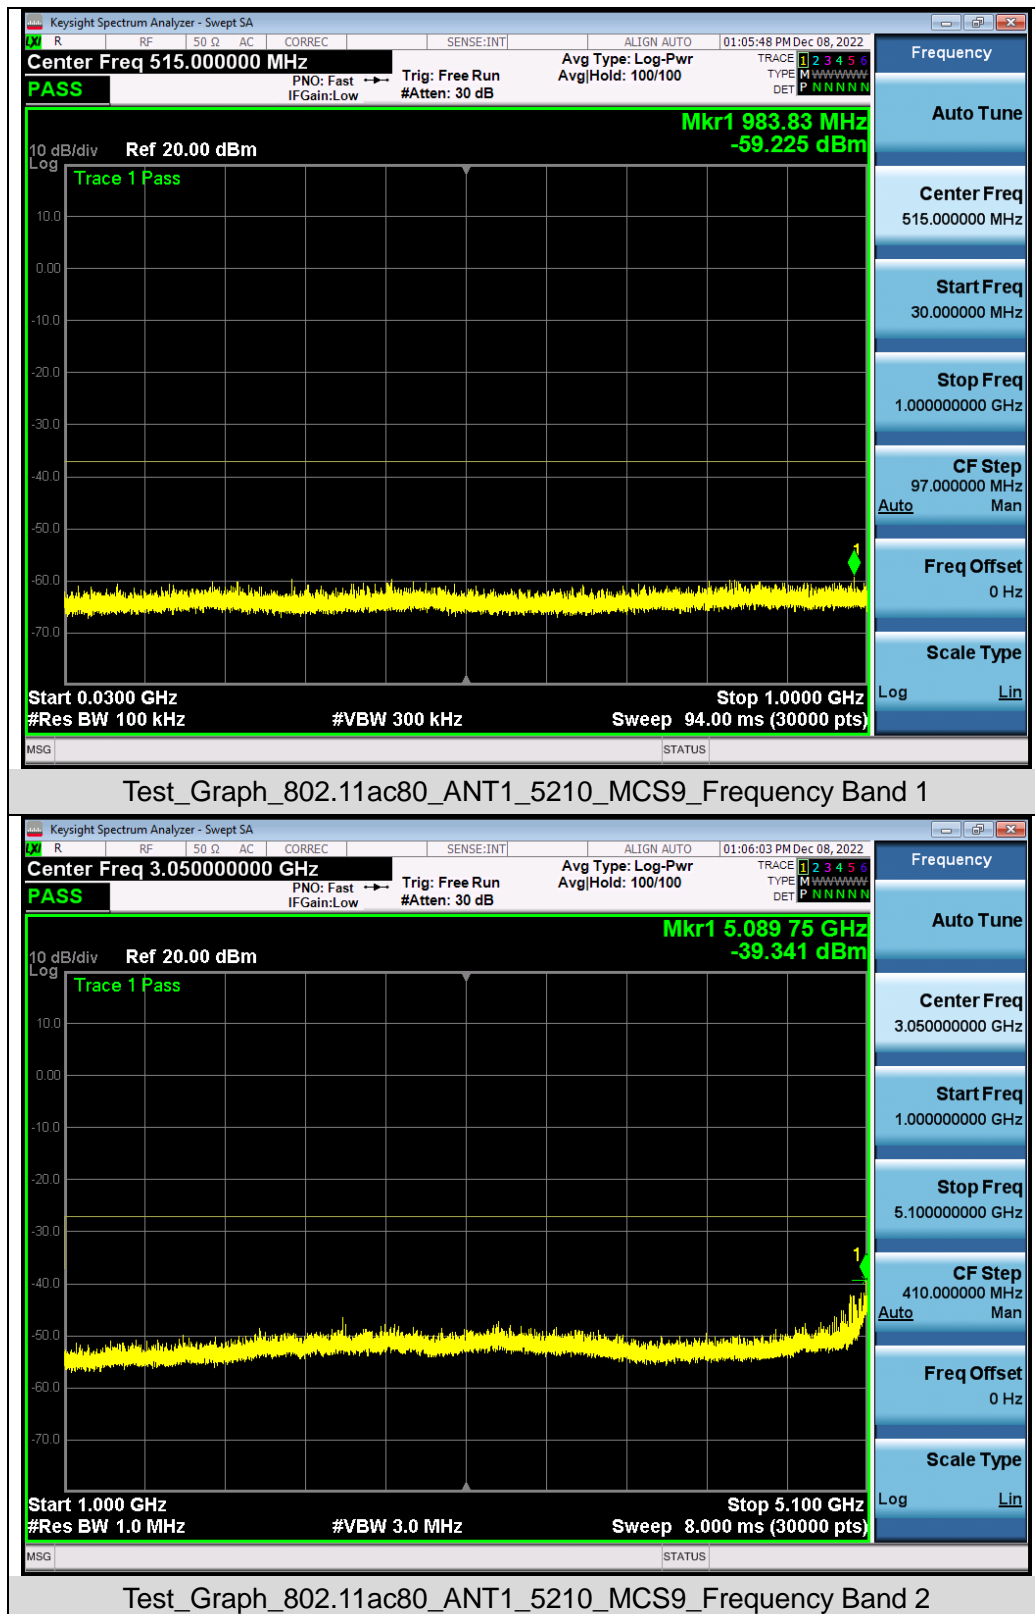 Keysight Spectrum Analyzer - Swept SA
LXI R RF 50 Ω AC CORREC SENSE:INT ALIGN AUTO 01:05:48 PM Dec 08, 2022
Center Freq 515.000000 MHz
PASS
PNO: Fast
IFGain:Low
Trig: Free Run
#Atten: 30 dB
Avg Type: Log-Pwr
Avg|Hold: 100/100
TRACE 1 2 3 4 5 6
TYPE M WWWWW
DET P N N N N N
Mkr1 983.83 MHz
-59.225 dBm
10 dB/div Ref 20.00 dBm
Log
Trace 1 Pass
10.0
0.00
-10.0
-20.0
-30.0
-40.0
-50.0
-60.0
-70.0
1
Start 0.0300 GHz Stop 1.0000 GHz
#Res BW 100 kHz #VBW 300 kHz Sweep 94.00 ms (30000 pts)
MSG STATUS
Frequency
Auto Tune
Center Freq
515.000000 MHz
Start Freq
30.000000 MHz
Stop Freq
1.000000000 GHz
CF Step
97.000000 MHz
Auto Man
Freq Offset
0 Hz
Scale Type
Log Lin
Test_Graph_802.11ac80_ANT1_5210_MCS9_Frequency Band 1
Keysight Spectrum Analyzer - Swept SA
LXI R RF 50 Ω AC CORREC SENSE:INT ALIGN AUTO 01:06:03 PM Dec 08, 2022
Center Freq 3.050000000 GHz
PASS
PNO: Fast
IFGain:Low
Trig: Free Run
#Atten: 30 dB
Avg Type: Log-Pwr
Avg|Hold: 100/100
TRACE 1 2 3 4 5 6
TYPE M WWWWW
DET P N N N N N
Mkr1 5.089 75 GHz
-39.341 dBm
10 dB/div Ref 20.00 dBm
Log
Trace 1 Pass
10.0
0.00
-10.0
-20.0
-30.0
-40.0
-50.0
-60.0
-70.0
1
Start 1.000 GHz Stop 5.100 GHz
#Res BW 1.0 MHz #VBW 3.0 MHz Sweep 8.000 ms (30000 pts)
MSG STATUS
Frequency
Auto Tune
Center Freq
3.050000000 GHz
Start Freq
1.000000000 GHz
Stop Freq
5.100000000 GHz
CF Step
410.000000 MHz
Auto Man
Freq Offset
0 Hz
Scale Type
Log Lin
Test_Graph_802.11ac80_ANT1_5210_MCS9_Frequency Band 2